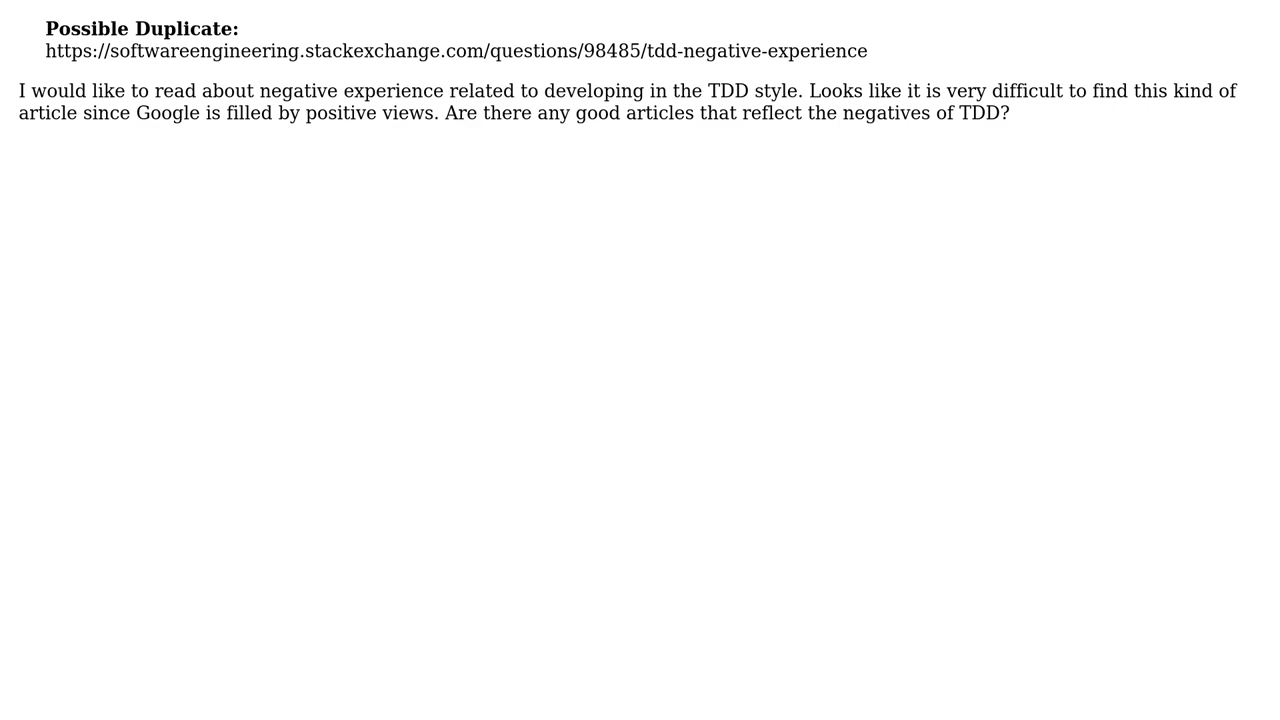 Possible Duplicate:
https://softwareengineering.stackexchange.com/questions/98485/tdd-negative-experience
I would like to read about negative experience related to developing in the TDD style. Looks like it is very difficult to find this kind of
article since Google is filled by positive views. Are there any good articles that reflect the negatives of TDD?